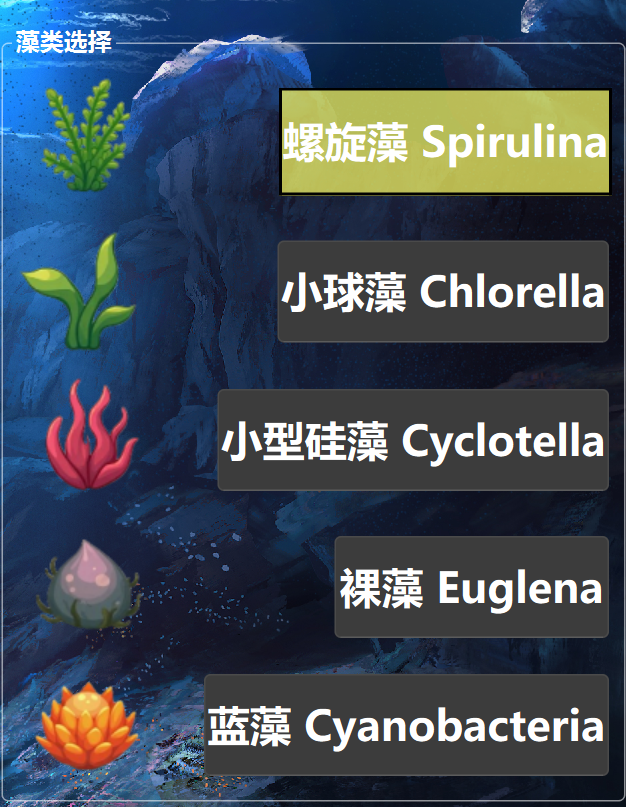 藻类选择
螺旋藻 Spirulina
小球藻 Chlorella
小型硅藻 Cyclotella
裸藻 Euglena
蓝藻 Cyanobacteria